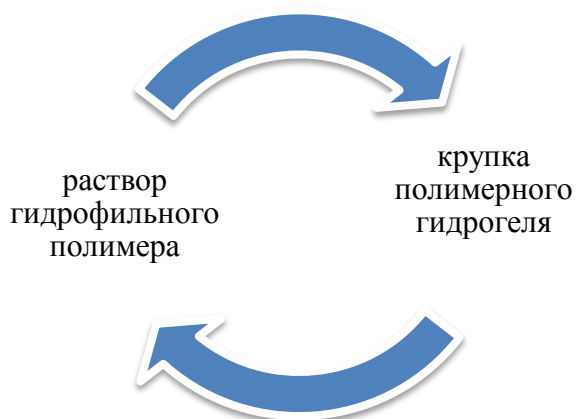 раствор
гидрофильного
полимера
крупка
полимерного
гидрогеля